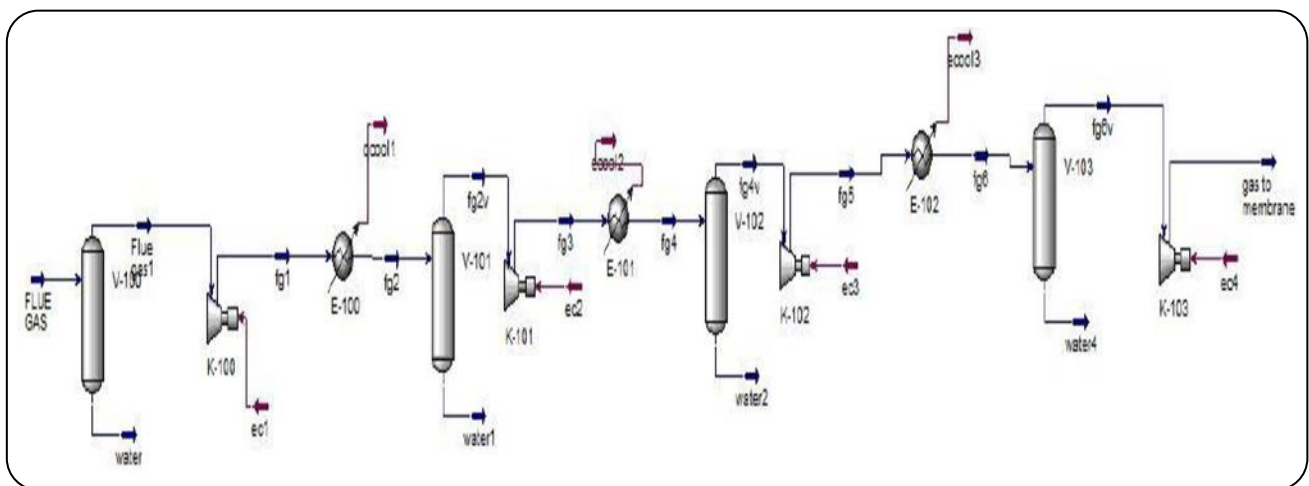 FLUE
GAS
V-100
water
Flue
gas1
K-100
ec1
fg1
ecool1
E-100
fg2
V-101
water1
fg2v
K-101
ec2
fg3
ecool2
E-101
fg4
V-102
water2
fg4v
K-102
ec3
fg5
ecool3
E-102
fg6
V-103
water4
fg6v
K-103
ec4
gas to
membrane